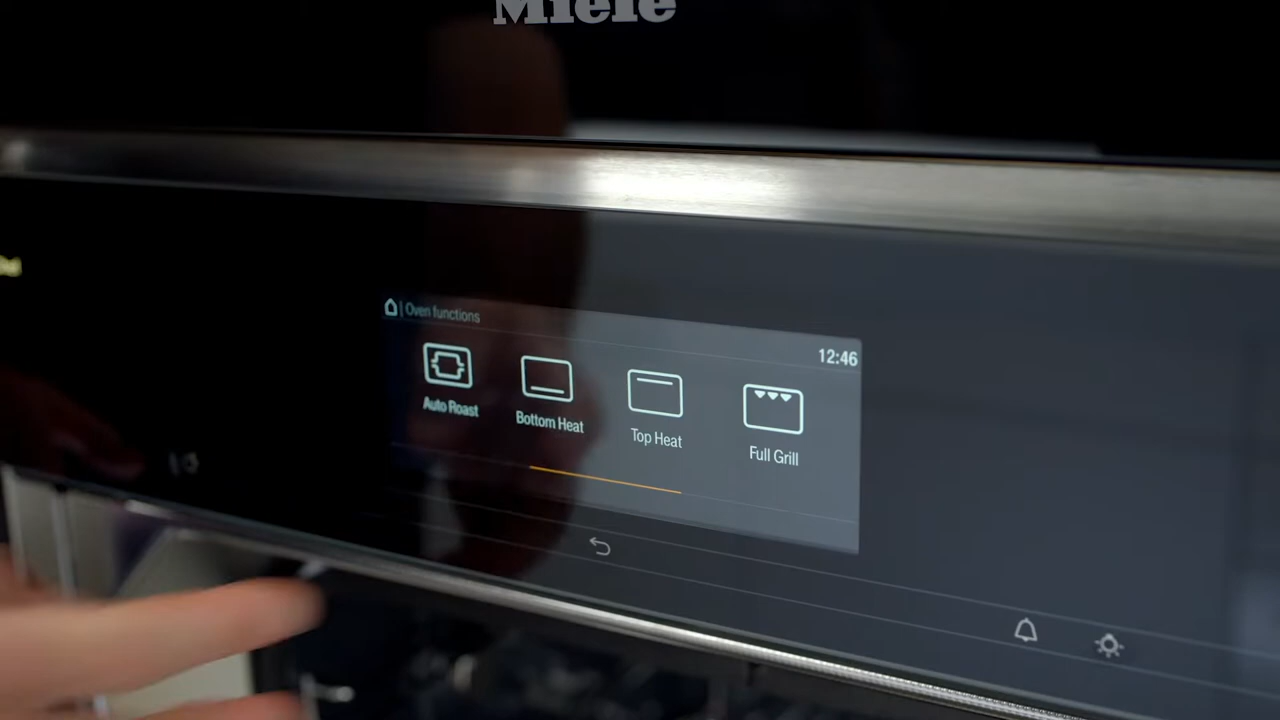 Miele
Oven functions
12:46
Auto Roast
Bottom Heat
Top Heat
Full Grill